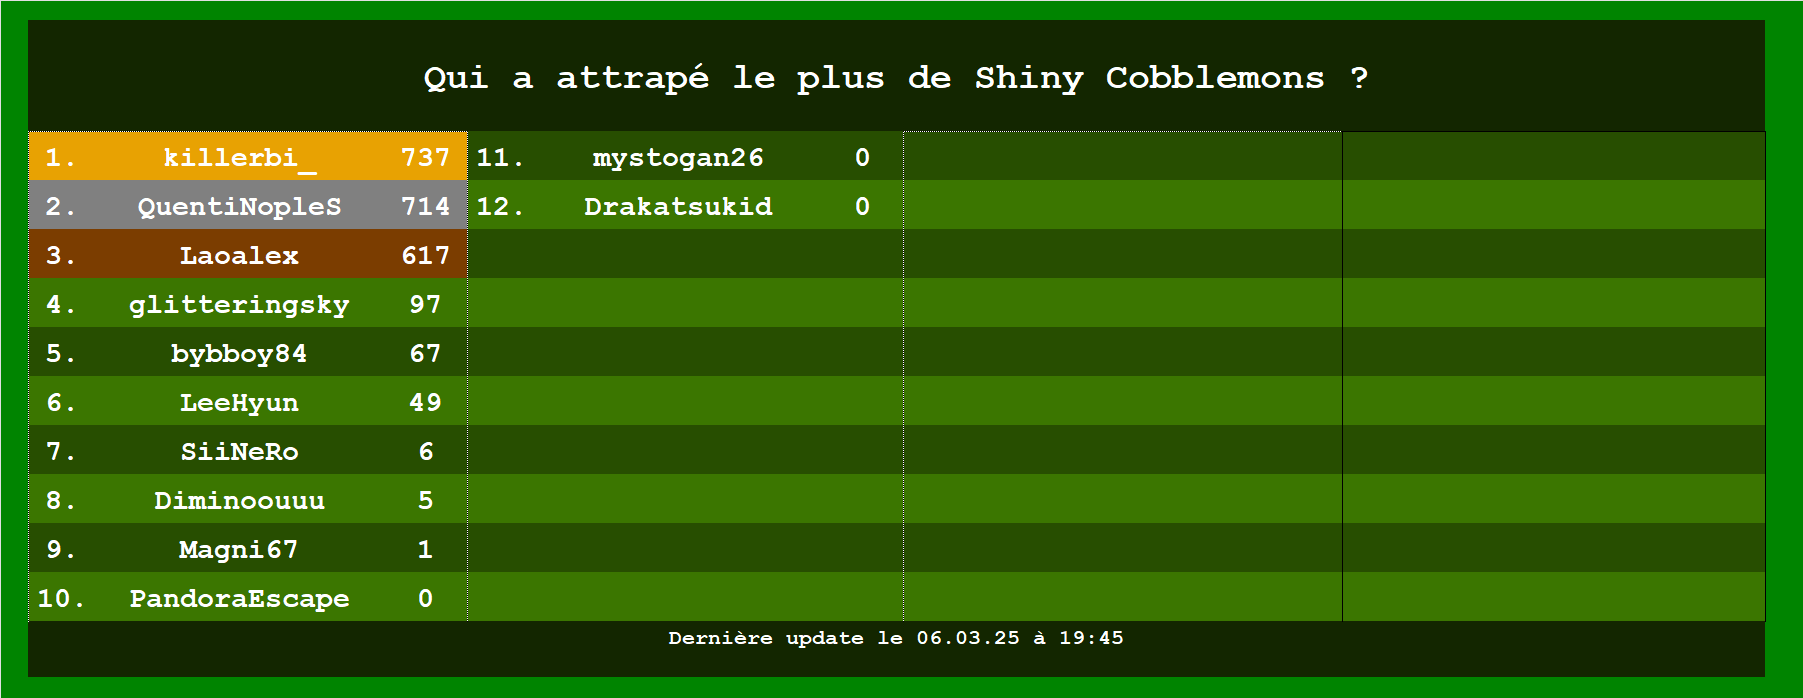 Qui a attrapé le plus de Shiny Cobblemons ?
1. killerbi_ 737
2. QuentiNopleS 714
3. Laoalex 617
4. glitteringsky 97
5. bybboy84 67
6. LeeHyun 49
7. SiiNeRo 6
8. Diminoouuu 5
9. Magni67 1
10. PandoraEscape 0
11. mystogan26 0
12. Drakatsukid 0
Dernière update le 06.03.25 à 19:45